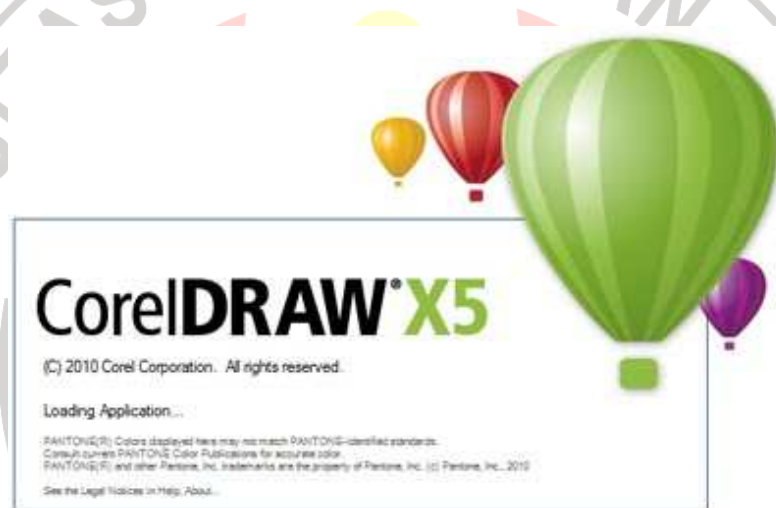 CorelDRAW® X5
(C) 2010 Corel Corporation. All rights reserved.
Loading Application...
PANTONE(R) Colors displayed here may not match PANTONE-identified standards.
Consult current PANTONE Color Publications for accurate color.
PANTONE(R) and other Pantone, Inc. trademarks are the property of Pantone, Inc. (c) Pantone, Inc., 2010
See the Legal Notices in Help, About...